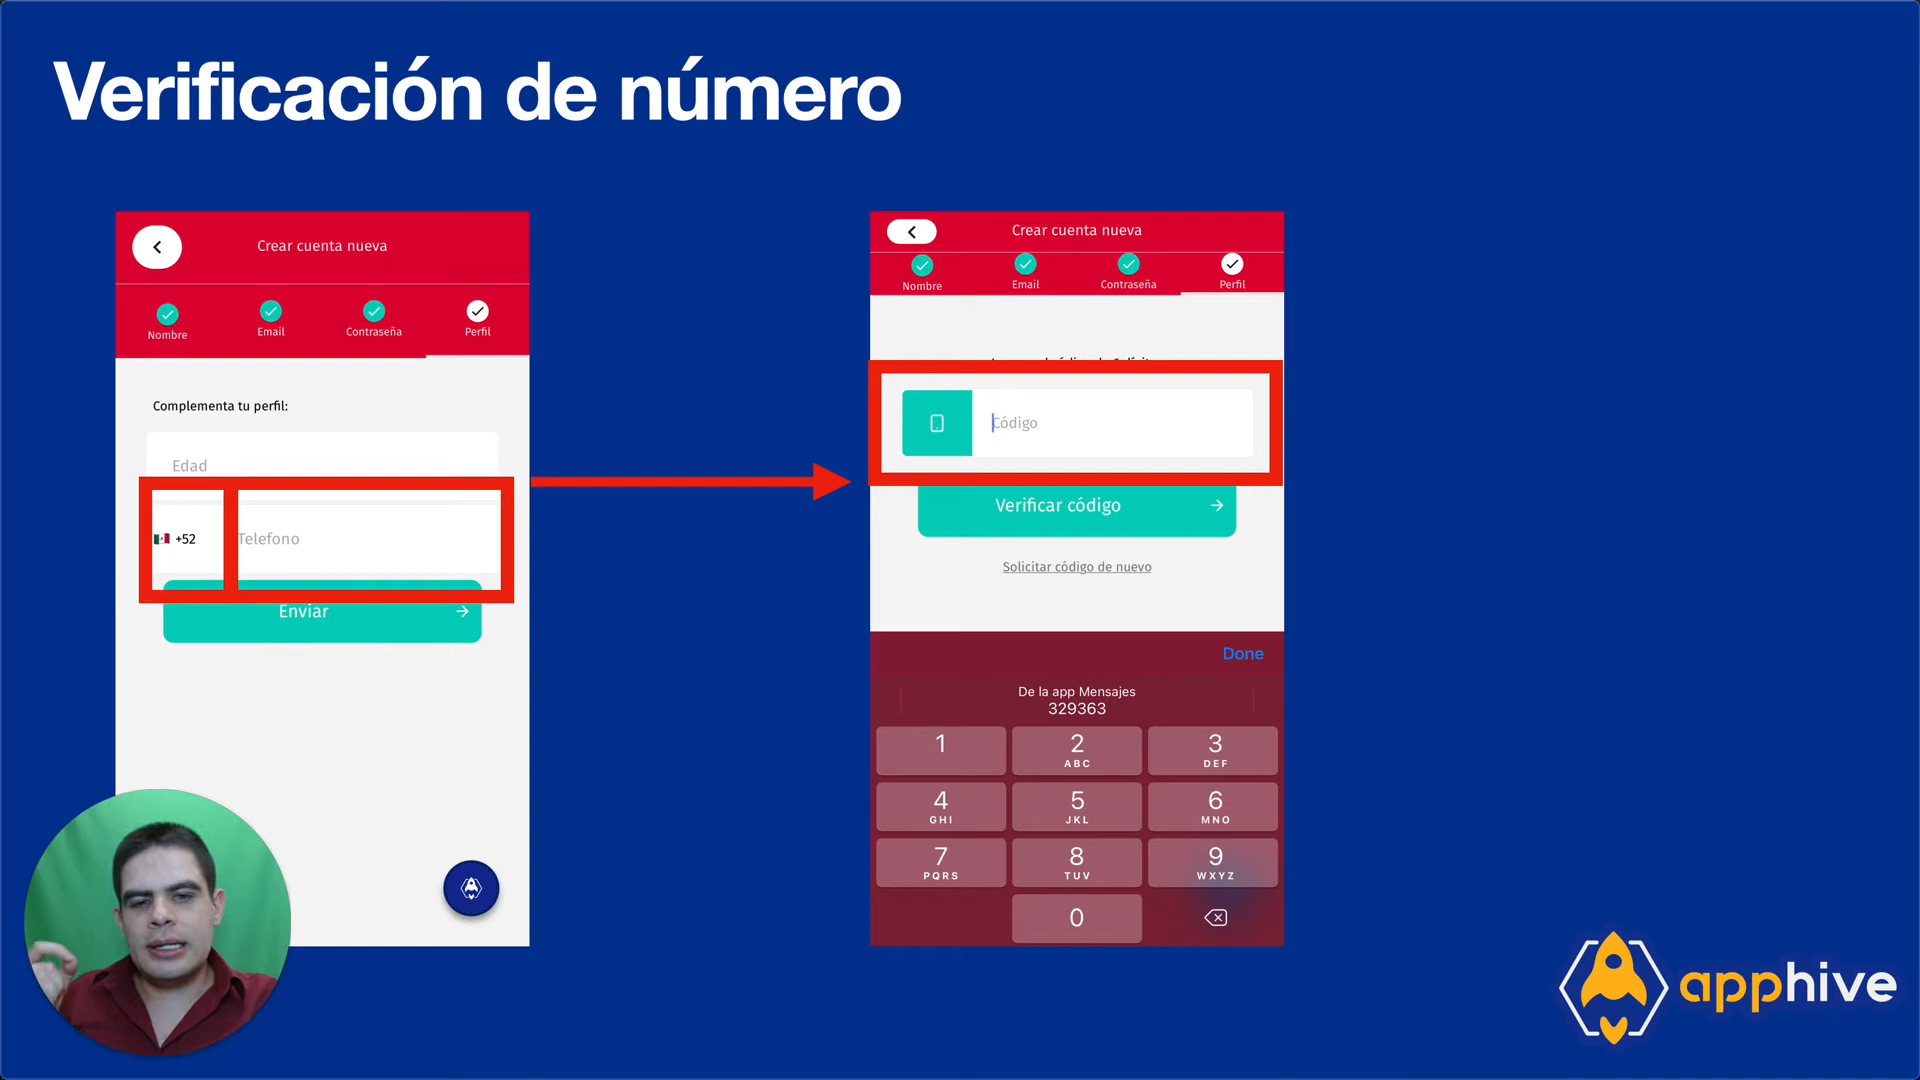 Verificación de número
Crear cuenta nueva
Nombre
Email
Contraseña
Perfil
Complementa tu perfil:
Edad
+52
Telefono
Enviar
Crear cuenta nueva
Nombre
Email
Contraseña
Perfil
Código
Verificar código
Solicitar código de nuevo
Done
De la app Mensajes
329363
1
2
ABC
3
DEF
4
GHI
5
JKL
6
MNO
7
PQRS
8
TUV
9
WXYZ
0
apphive